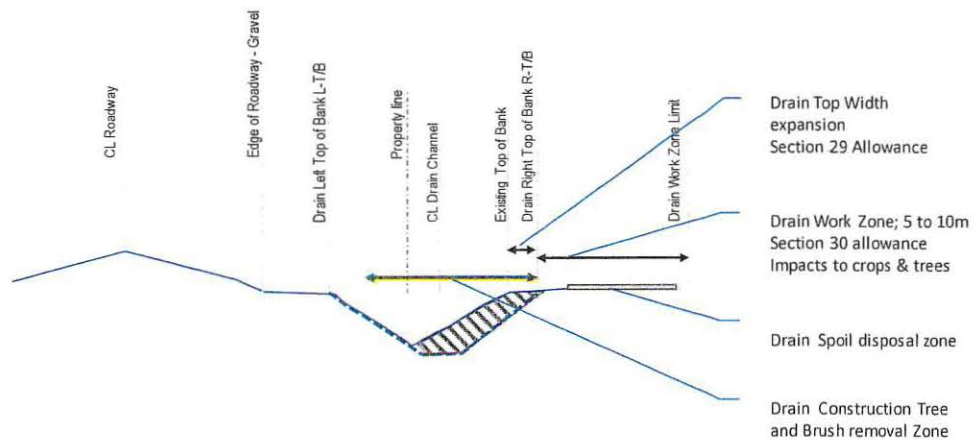 CL Roadway
Edge of Roadway - Gravel
Drain Left Top of Bank L-T/B
Property line
CL Drain Channel
Existing Top of Bank
Drain Right Top of Bank R-T/B
Drain Work Zone Limit
Drain Top Width
expansion
Section 29 Allowance
Drain Work Zone; 5 to 10m
Section 30 allowance
Impacts to crops & trees
Drain Spoil disposal zone
Drain Construction Tree
and Brush removal Zone